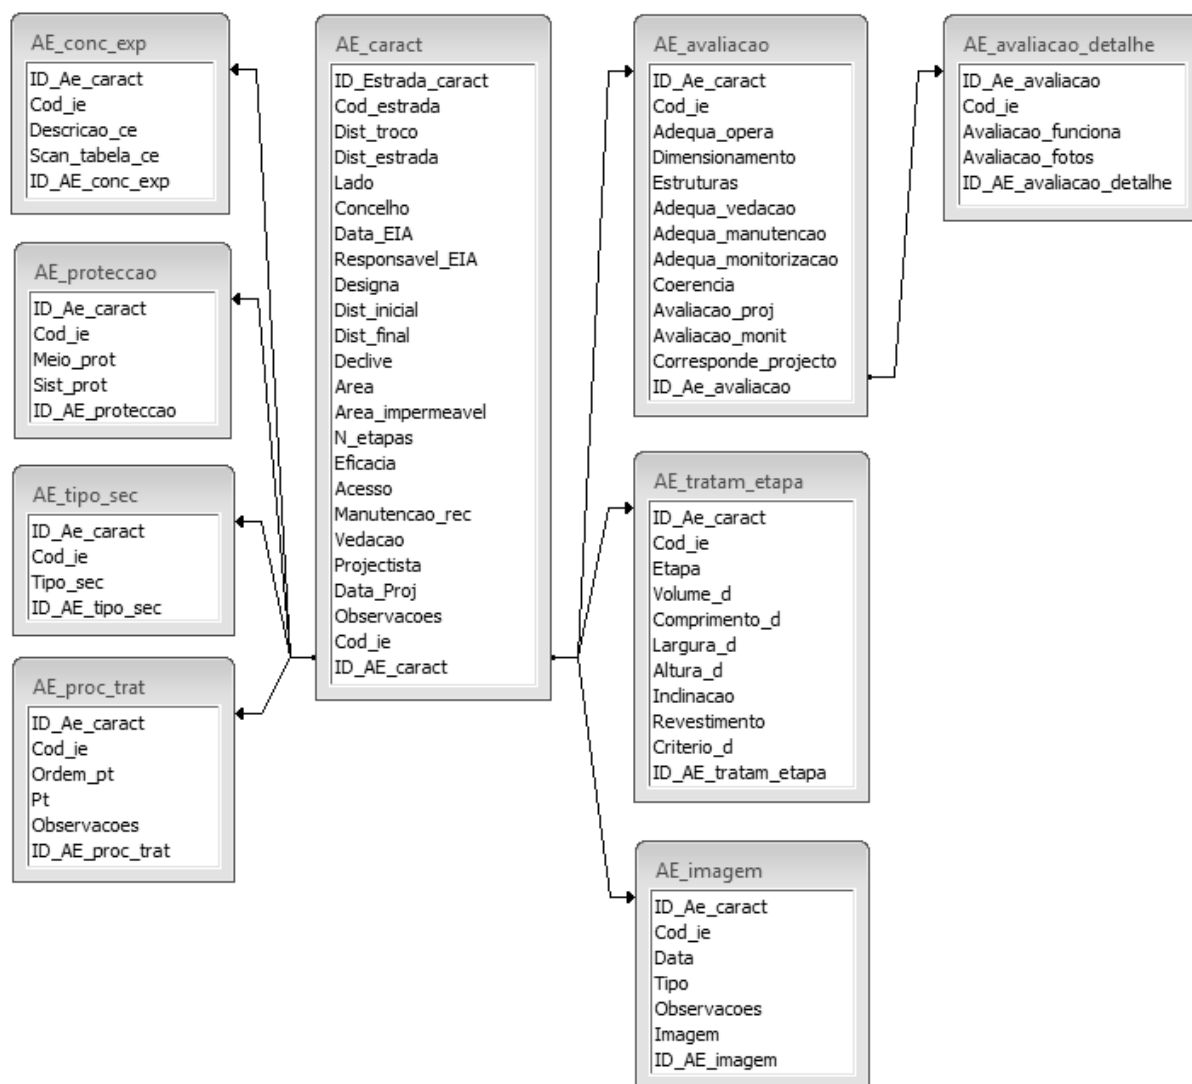 AE_conc_exp
ID_Ae_caract
Cod_ie
Descricao_ce
Scan_tabela_ce
ID_AE_conc_exp
AE_proteccao
ID_Ae_caract
Cod_ie
Meio_prot
Sist_prot
ID_AE_proteccao
AE_tipo_sec
ID_Ae_caract
Cod_ie
Tipo_sec
ID_AE_tipo_sec
AE_proc_trat
ID_Ae_caract
Cod_ie
Ordem_pt
Pt
Observacoes
ID_AE_proc_trat
AE_caract
ID_Estrada_caract
Cod_estrada
Dist_troco
Dist_estrada
Lado
Concelho
Data_EIA
Responsavel_EIA
Designa
Dist_inicial
Dist_final
Declive
Area
Area_impermeavel
N_etapas
Eficacia
Acesso
Manutencao_rec
Vedacao
Projectista
Data_Proj
Observacoes
Cod_ie
ID_AE_caract
AE_avaliacao
ID_Ae_caract
Cod_ie
Adequa_opera
Dimensionamento
Estruturas
Adequa_vedacao
Adequa_manutencao
Adequa_monitorizacao
Coerencia
Avaliacao_proj
Avaliacao_monit
Corresponde_projecto
ID_Ae_avaliacao
AE_tratam_etapa
ID_Ae_caract
Cod_ie
Etapa
Volume_d
Comprimento_d
Largura_d
Altura_d
Inclinacao
Revestimento
Criterio_d
ID_AE_tratam_etapa
AE_imagem
ID_Ae_caract
Cod_ie
Data
Tipo
Observacoes
Imagem
ID_AE_imagem
AE_avaliacao_detalhe
ID_Ae_avaliacao
Cod_ie
Avaliacao_funciona
Avaliacao_fotos
ID_AE_avaliacao_detalhe